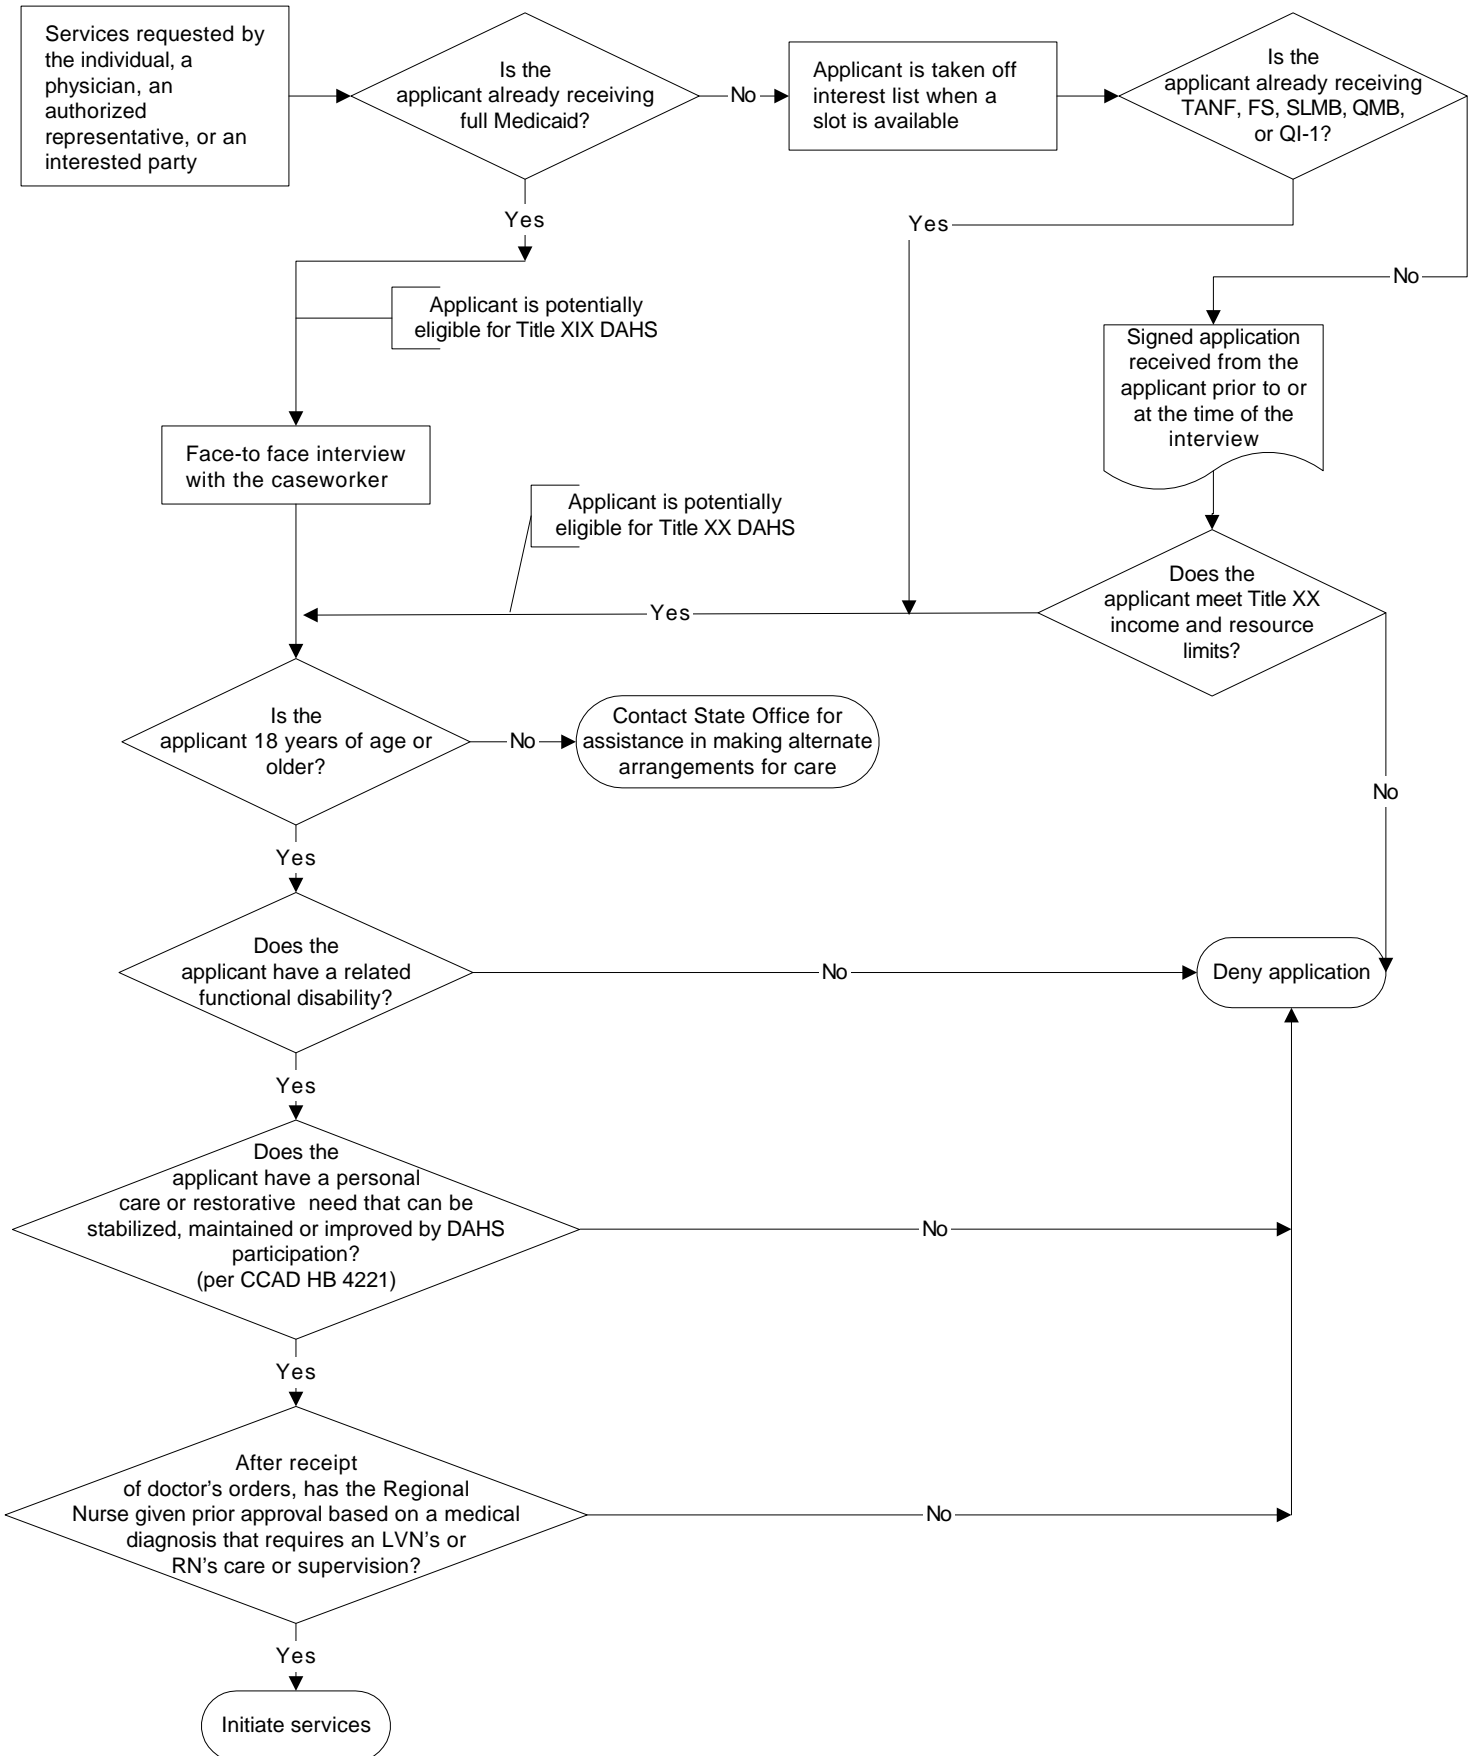 Services requested by
the individual, a
physician, an
authorized
representative, or an
interested party
Is the
applicant already receiving
full Medicaid?
No
Applicant is taken off
interest list when a
slot is available
Is the
applicant already receiving
TANF, FS, SLMB, QMB,
or QI-1?
Yes
Yes
No
Applicant is potentially
eligible for Title XIX DAHS
Signed application
received from the
applicant prior to or
at the time of the
interview
Face-to face interview
with the caseworker
Applicant is potentially
eligible for Title XX DAHS
Does the
applicant meet Title XX
income and resource
limits?
Yes
No
Is the
applicant 18 years of age or
older?
No
Contact State Office for
assistance in making alternate
arrangements for care
Yes
Does the
applicant have a related
functional disability?
No
Deny application
Yes
Does the
applicant have a personal
care or restorative need that can be
stabilized, maintained or improved by DAHS
participation?
(per CCAD HB 4221)
No
Yes
After receipt
of doctor's orders, has the Regional
Nurse given prior approval based on a medical
diagnosis that requires an LVN's or
RN's care or supervision?
No
Yes
Initiate services